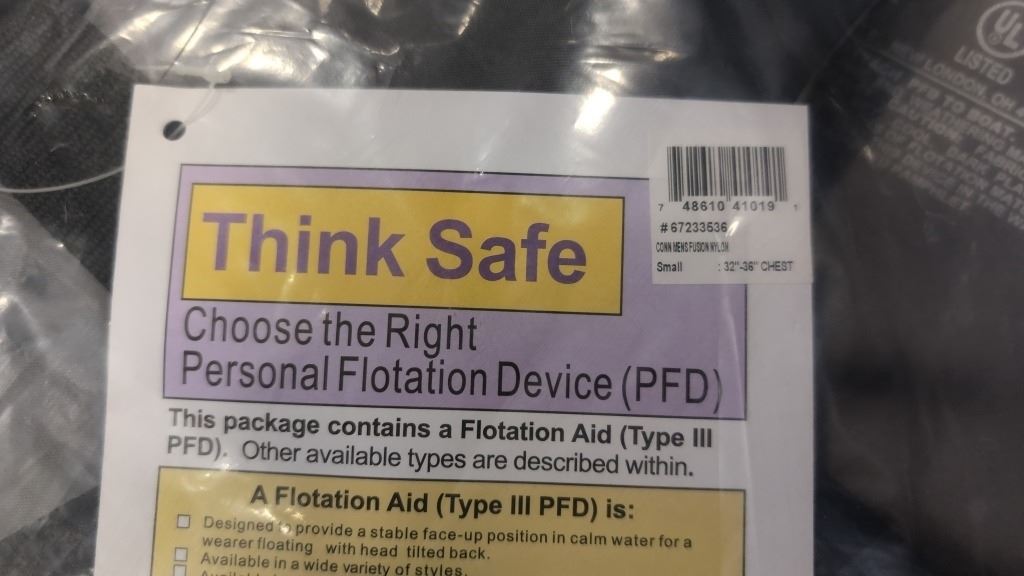 7 48610 41019 1
# 67233536
CONN MENS FUSION NYLON
Small : 32"-36" CHEST
Think Safe
Choose the Right
Personal Flotation Device (PFD)
This package contains a Flotation Aid (Type III
PFD). Other available types are described within.
A Flotation Aid (Type III PFD) is:
Designed to provide a stable face-up position in calm water for a
wearer floating with head tilted back.
Available in a wide variety of styles.
UL
LISTED
LONDON, OH